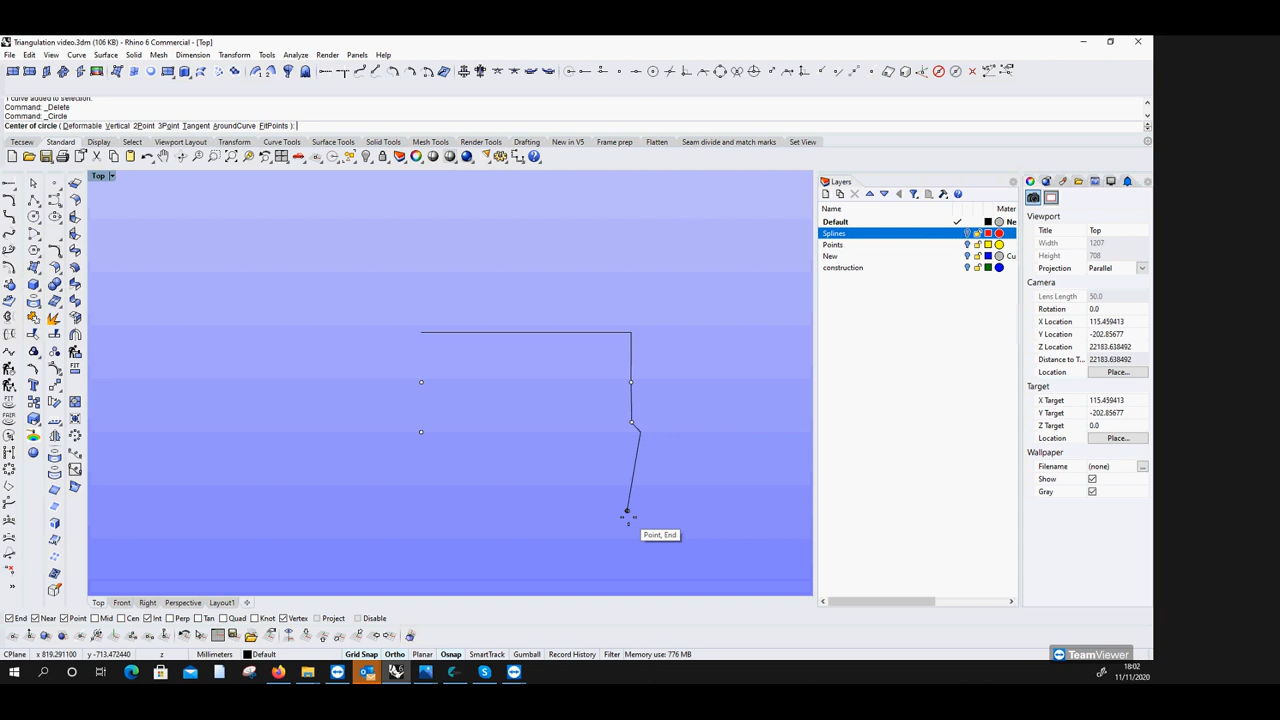 Triangulation video.3dm (106 KB) - Rhino 6 Commercial - [Top]
File Edit View Curve Surface Solid Mesh Dimension Transform Tools Analyze Render Panels Help
1 curve added to selection.
Command: _Delete
Command: _Circle
Center of circle ( Deformable Vertical 2Point 3Point Tangent AroundCurve FitPoints ):
Tecsew Standard Display Select Viewport Layout Transform Curve Tools Surface Tools Solid Tools Mesh Tools Render Tools Drafting New in V5 Frame prep Flatten Seam divide and match marks Set View
Top
Layers
Name Mater
Default Ne
Splines
Points
New Cu
construction
Viewport
Title Top
Width 1207
Height 708
Projection Parallel
Camera
Lens Length 50.0
Rotation 0.0
X Location 115.459413
Y Location -202.85677
Z Location 22183.638492
Distance to T... 22183.638492
Location Place...
Target
X Target 115.459413
Y Target -202.85677
Z Target 0.0
Location Place...
Wallpaper
Filename (none) ...
Show
Gray
FIT
FIT
FAIR
Point, End
Top Front Right Perspective Layout1
End Near Point Mid Cen Int Perp Tan Quad Knot Vertex Project Disable
CPlane x 819.291100 y -713.472440 z Millimeters Default Grid Snap Ortho Planar Osnap SmartTrack Gumball Record History Filter Memory use: 776 MB
TeamViewer
18:02
11/11/2020